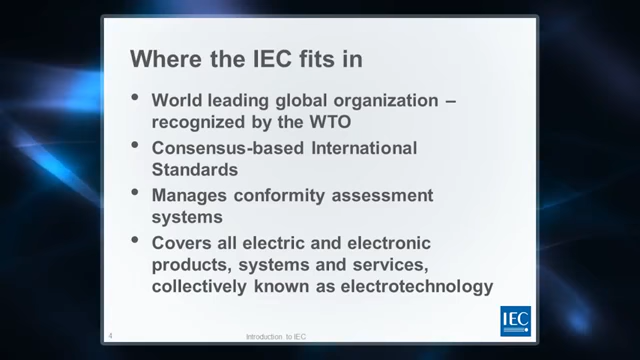 Where the IEC fits in
• World leading global organization –
recognized by the WTO
• Consensus-based International
Standards
• Manages conformity assessment
systems
• Covers all electric and electronic
products, systems and services,
collectively known as electrotechnology
IEC
4
Introduction to IEC